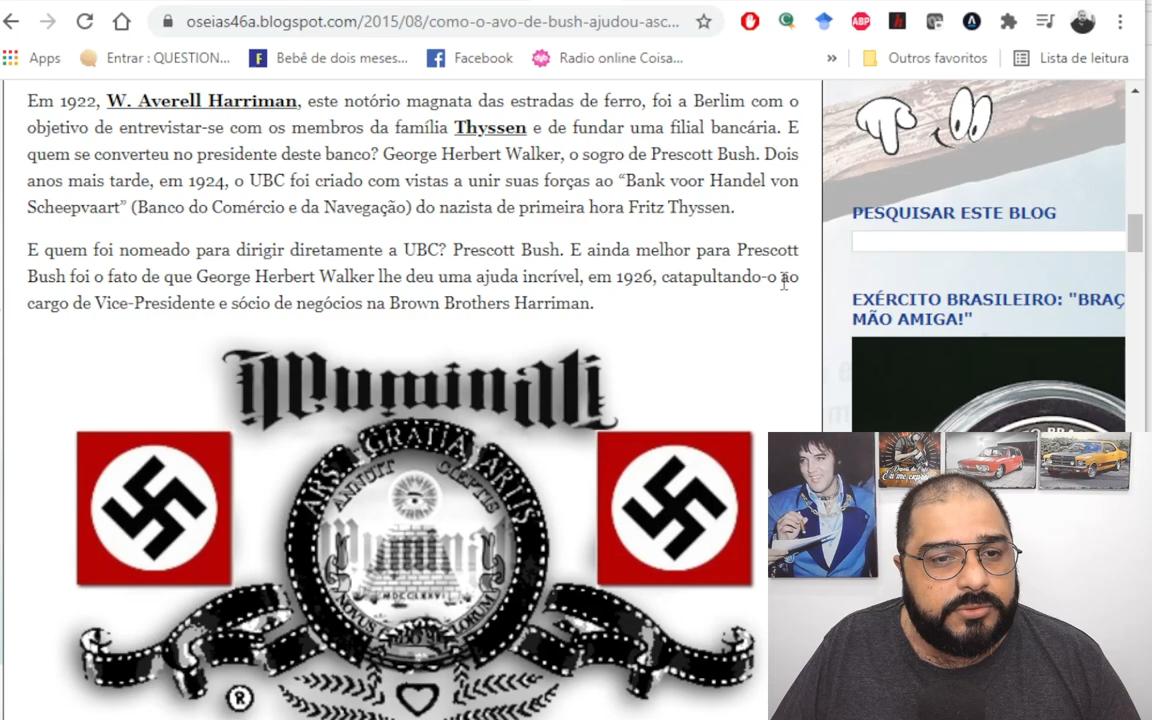 oseias46a.blogspot.com/2015/08/como-o-avo-de-bush-ajudou-asc...
Apps
Entrar : QUESTION...
Bebê de dois meses...
Facebook
Radio online Coisa...
»
Outros favoritos
Lista de leitura
Em 1922, W. Averell Harriman, este notório magnata das estradas de ferro, foi a Berlim com o
objetivo de entrevistar-se com os membros da família Thyssen e de fundar uma filial bancária. E
quem se converteu no presidente deste banco? George Herbert Walker, o sogro de Prescott Bush. Dois
anos mais tarde, em 1924, o UBC foi criado com vistas a unir suas forças ao “Bank voor Handel von
Scheepvaart” (Banco do Comércio e da Navegação) do nazista de primeira hora Fritz Thyssen.
E quem foi nomeado para dirigir diretamente a UBC? Prescott Bush. E ainda melhor para Prescott
Bush foi o fato de que George Herbert Walker lhe deu uma ajuda incrível, em 1926, catapultando-o ao
cargo de Vice-Presidente e sócio de negócios na Brown Brothers Harriman.
PESQUISAR ESTE BLOG
EXÉRCITO BRASILEIRO: "BRAÇ
MÃO AMIGA!"
Illuminati
ARS GRATIA ARTIS
ANNUIT CŒPTIS
MDCCLXXVI
NOVUS
®
ABP